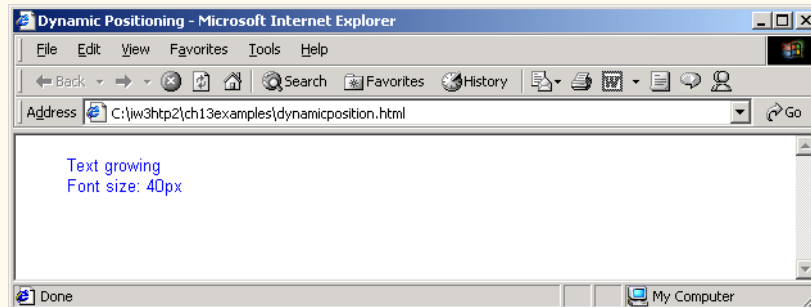 Dynamic Positioning - Microsoft Internet Explorer
File Edit View Favorites Tools Help
Back Search Favorites History
Address C:\iw3htp2\ch13examples\dynamicposition.html Go
Text growing
Font size: 40px
Done My Computer